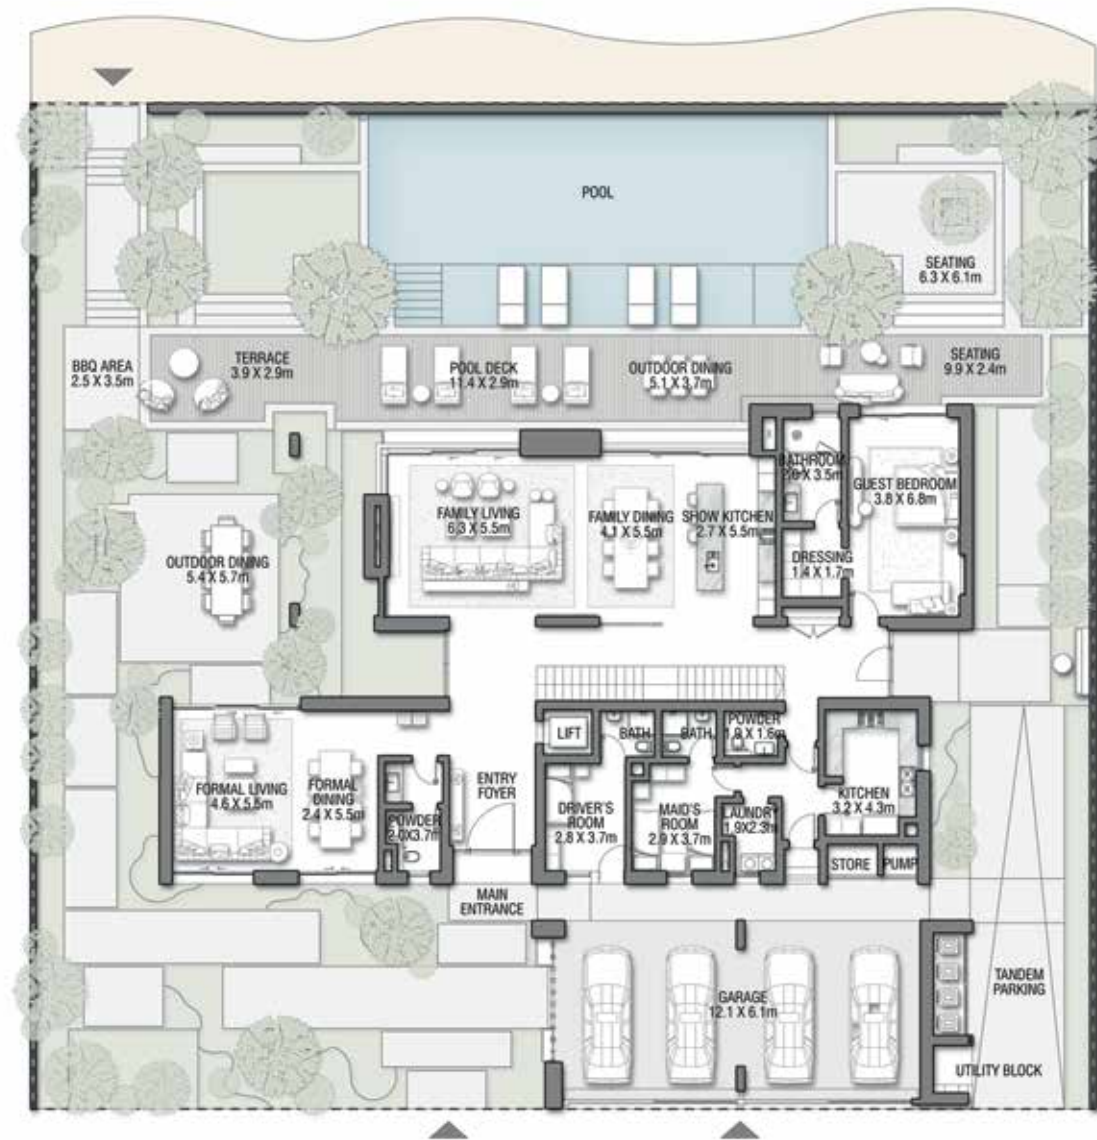 POOL
SEATING
6.3 X 6.1m
BBQ AREA
2.5 X 3.5m
TERRACE
3.9 X 2.9m
POOL DECK
11.4 X 2.9m
OUTDOOR DINING
5.1 X 3.7m
SEATING
9.9 X 2.4m
BATHROOM
2.6 X 3.5m
GUEST BEDROOM
3.8 X 6.8m
FAMILY LIVING
6.3 X 5.5m
FAMILY DINING
4.1 X 5.5m
SHOW KITCHEN
2.7 X 5.5m
DRESSING
1.4 X 1.7m
OUTDOOR DINING
5.4 X 5.7m
LIFT
BATH
BATH
POWDER
1.9 X 1.6m
FORMAL LIVING
4.6 X 5.5m
FORMAL
DINING
2.4 X 5.5m
POWDER
2.0X3.7m
ENTRY
FOYER
DRIVER'S
ROOM
2.8 X 3.7m
MAID'S
ROOM
2.9 X 3.7m
LAUNDRY
1.9X2.3m
KITCHEN
3.2 X 4.3m
STORE
PUMP
MAIN
ENTRANCE
GARAGE
12.1 X 6.1m
TANDEM
PARKING
UTILITY BLOCK